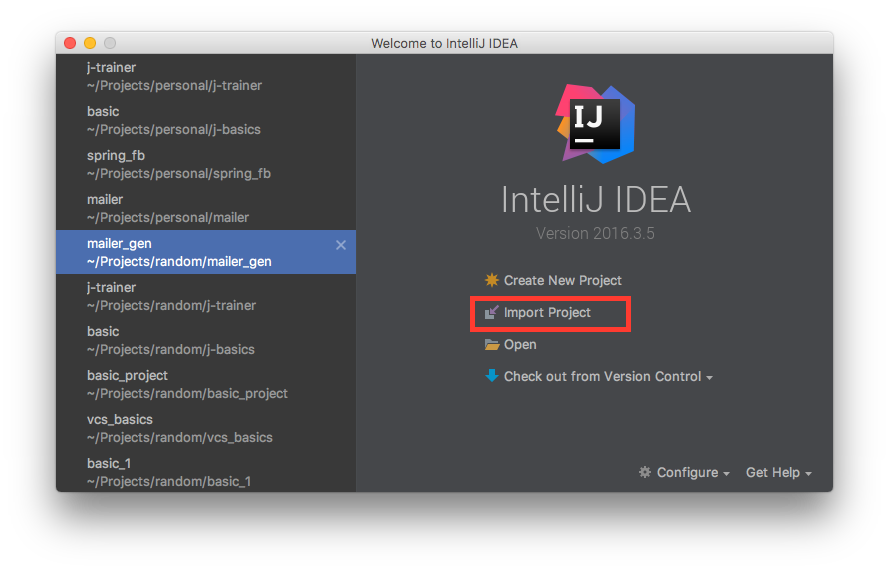 Welcome to IntelliJ IDEA
j-trainer
~/Projects/personal/j-trainer
basic
~/Projects/personal/j-basics
spring_fb
~/Projects/personal/spring_fb
mailer
~/Projects/personal/mailer
mailer_gen
~/Projects/random/mailer_gen
j-trainer
~/Projects/random/j-trainer
basic
~/Projects/random/j-basics
basic_project
~/Projects/random/basic_project
vcs_basics
~/Projects/random/vcs_basics
basic_1
~/Projects/random/basic_1
IJ
IntelliJ IDEA
Version 2016.3.5
Create New Project
Import Project
Open
Check out from Version Control
Configure
Get Help